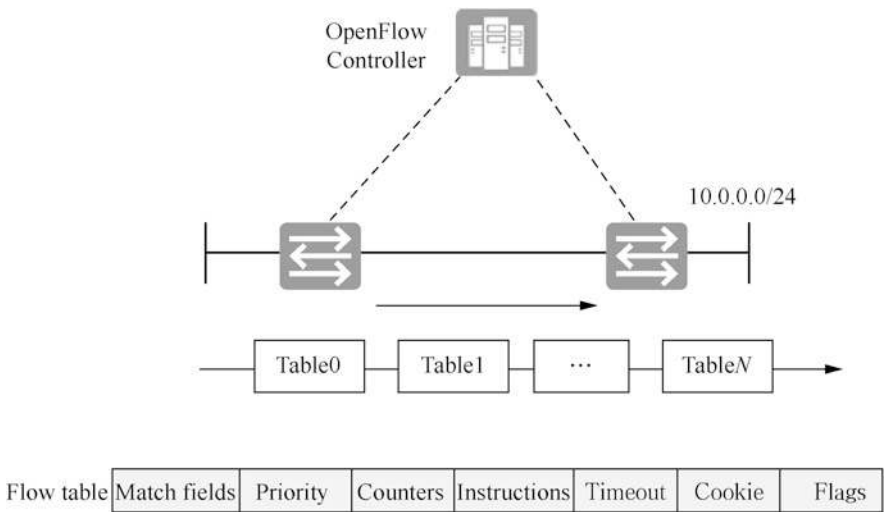 OpenFlow
Controller
10.0.0.0/24
Table0 Table1 ... TableN
Flow table Match fields Priority Counters Instructions Timeout Cookie Flags